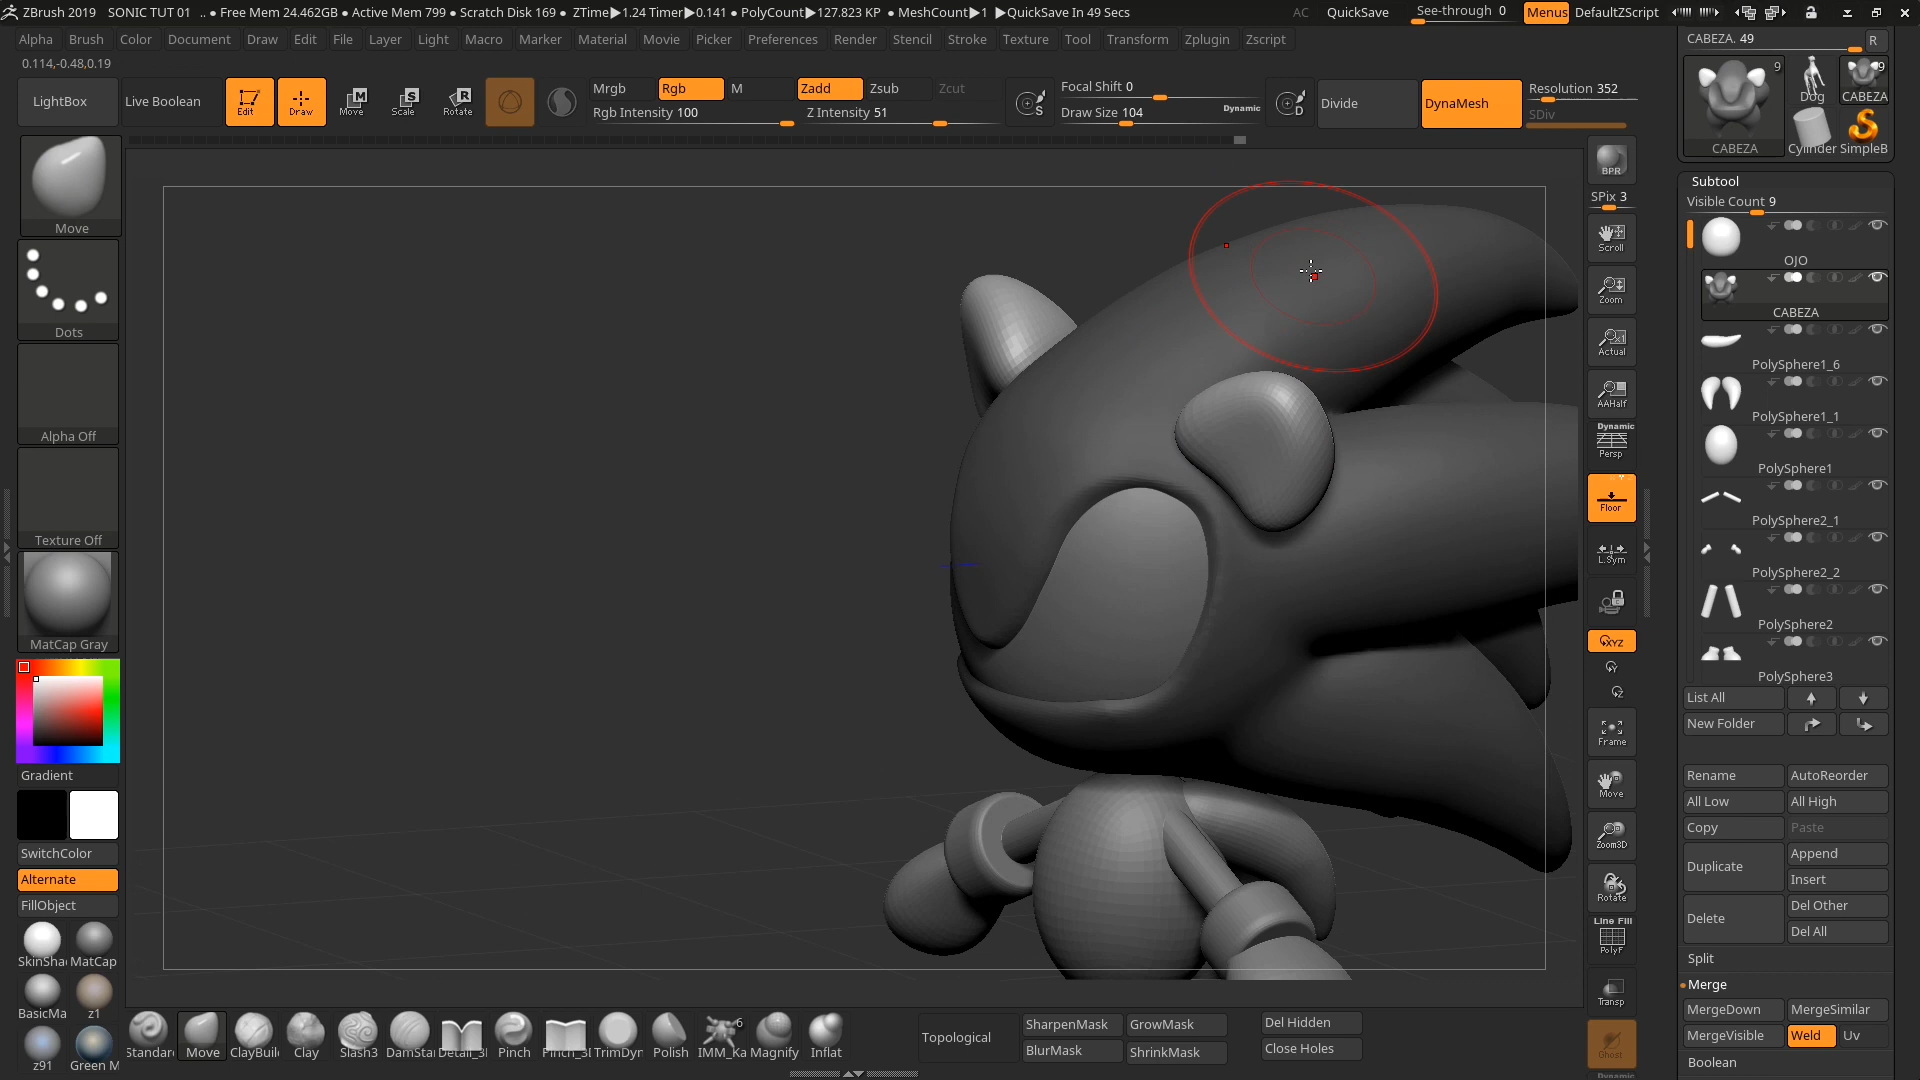 ZBrush 2019 SONIC TUT 01 .. ● Free Mem 24.462GB ● Active Mem 799 ● Scratch Disk 169 ● ZTime▶1.24 Timer▶0.141 ● PolyCount▶127.823 KP ● MeshCount▶1 ▶QuickSave In 49 Secs AC QuickSave See-through 0 Menus DefaultZScript
Alpha Brush Color Document Draw Edit File Layer Light Macro Marker Material Movie Picker Preferences Render Stencil Stroke Texture Tool Transform Zplugin Zscript
CABEZA. 49 R
0.114,-0.48,0.19
LightBox Live Boolean Edit Draw Move Scale Rotate
Mrgb Rgb M Zadd Zsub Zcut
Rgb Intensity 100 Z Intensity 51
S Focal Shift 0
Draw Size 104 Dynamic
D Divide DynaMesh Resolution 352
SDiv
9 9
Dog CABEZA
CABEZA Cylinder SimpleB
Move
Dots
Alpha Off
Texture Off
MatCap Gray
Gradient
SwitchColor
Alternate
FillObject
SkinSha MatCap
BasicMa z1
z91 Green M
BPR
SPix 3
Scroll
Zoom
Actual
AAHalf
Dynamic
Persp
Floor
L.Sym
XYZ
Y
Z
Frame
Move
Zoom3D
Rotate
Line Fill
PolyF
Transp
Ghost
Dynamic
Subtool
Visible Count 9
OJO
CABEZA
PolySphere1_6
PolySphere1_1
PolySphere1
PolySphere2_1
PolySphere2_2
PolySphere2
PolySphere3
List All
New Folder
Rename AutoReorder
All Low All High
Copy Paste
Duplicate Append
Insert
Delete Del Other
Del All
Split
Merge
MergeDown MergeSimilar
MergeVisible Weld Uv
Boolean
6
Standar Move ClayBuil Clay Slash3 DamSta Detail_3 Pinch Pinch_3 TrimDyn Polish IMM_Ka Magnify Inflat
Topological
SharpenMask GrowMask
BlurMask ShrinkMask
Del Hidden
Close Holes